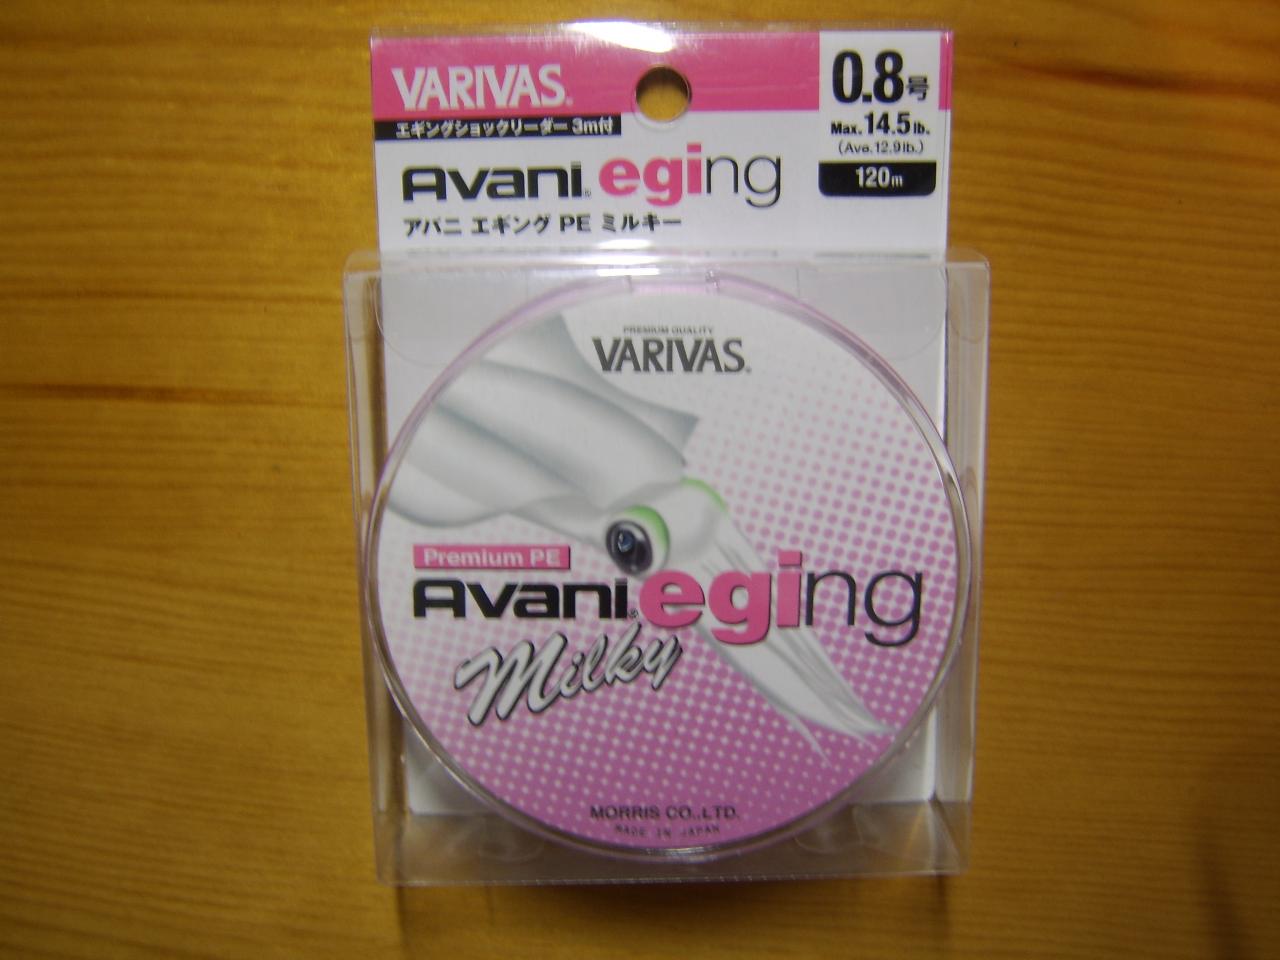 VARIVAS®
エギングショックリーダー 3m付
Avani® eging
アバニ エギング PE ミルキー
0.8号
Max. 14.5lb.
(Ave.12.9lb.)
120m
PREMIUM QUALITY
VARIVAS®
Premium PE
Avani® eging
Milky
MORRIS CO.,LTD.
MADE IN JAPAN